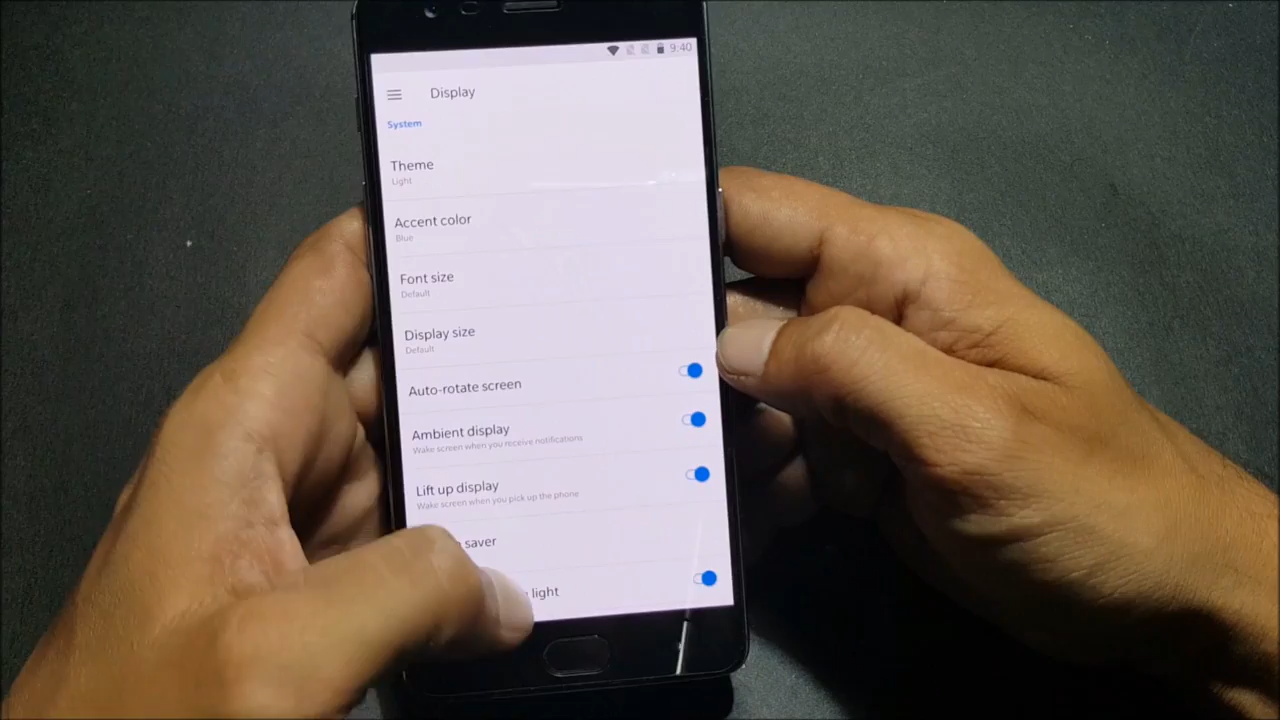 9:40
Display
System
Theme
Light
Accent color
Blue
Font size
Default
Display size
Default
Auto-rotate screen
Ambient display
Wake screen when you receive notifications
Lift up display
Wake screen when you pick up the phone
saver
light